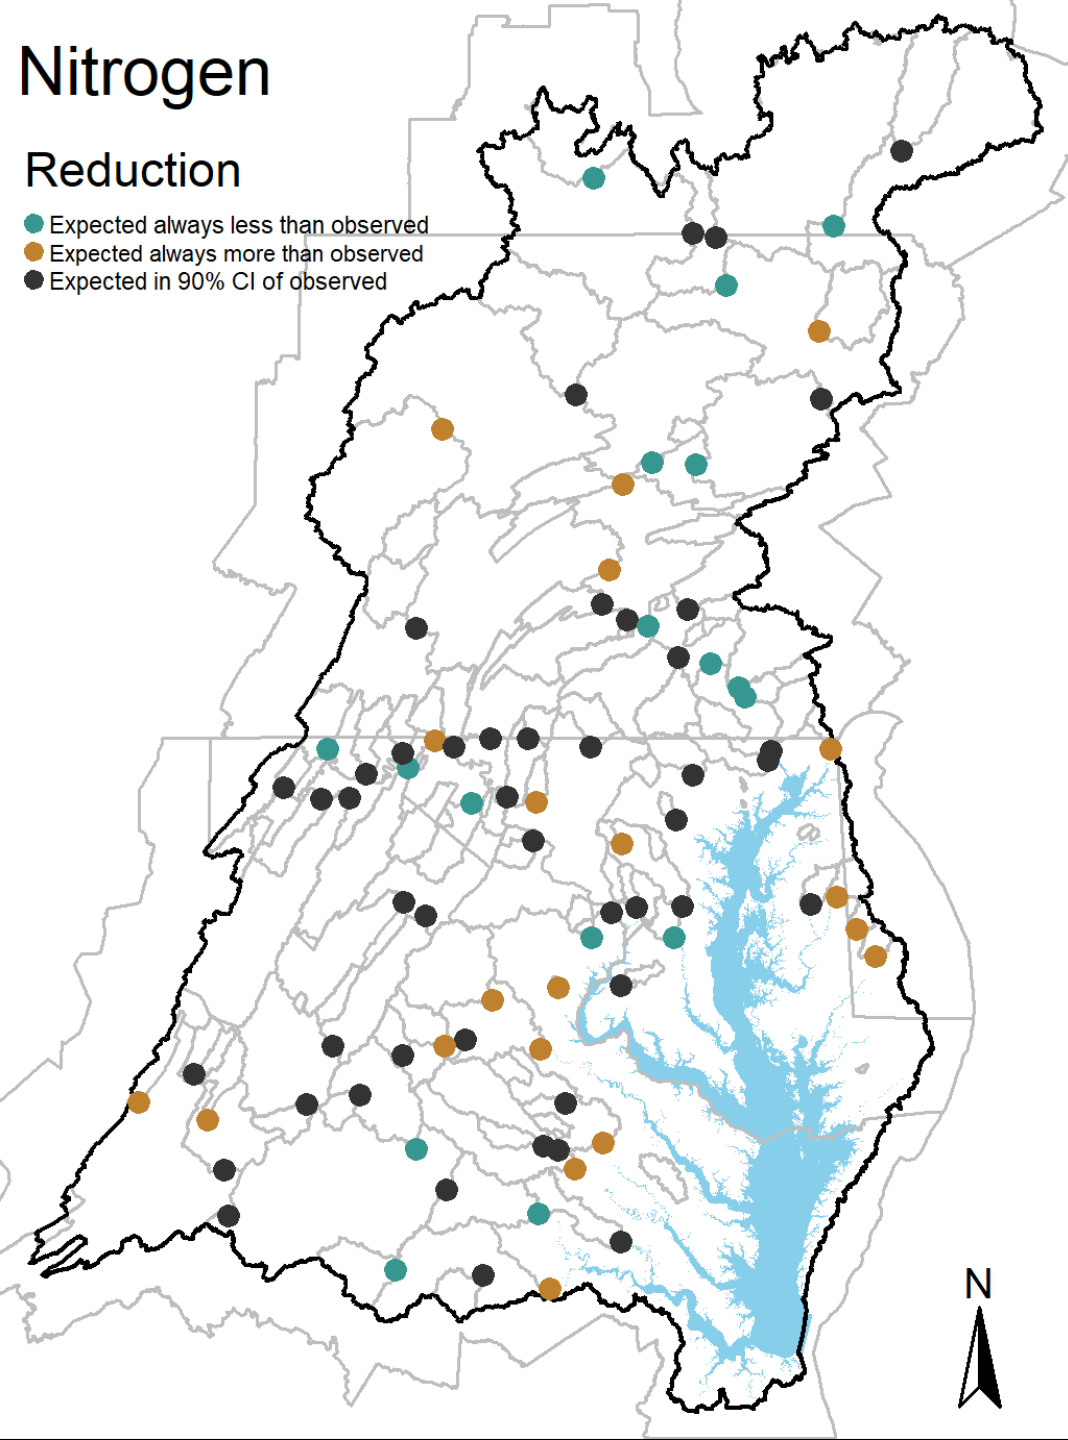 Nitrogen
Reduction
Expected always less than observed
Expected always more than observed
Expected in 90% CI of observed
N